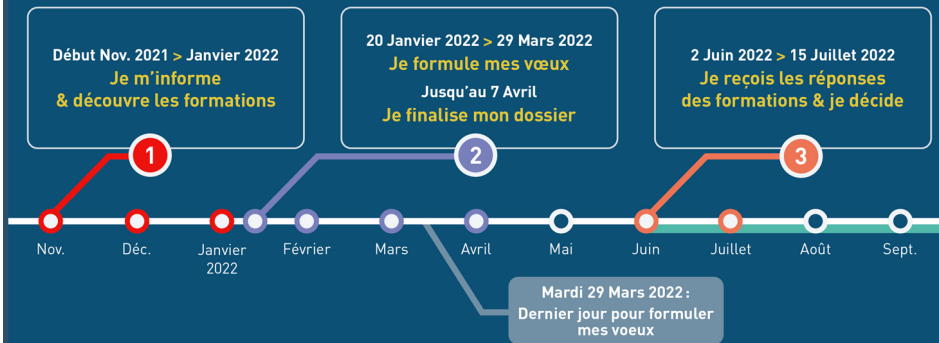 Début Nov. 2021 > Janvier 2022
Je m'informe
& découvre les formations
20 Janvier 2022 > 29 Mars 2022
Je formule mes vœux
Jusqu'au 7 Avril
Je finalise mon dossier
2 Juin 2022 > 15 Juillet 2022
Je reçois les réponses
des formations & je décide
1
2
3
Nov.
Déc.
Janvier
2022
Février
Mars
Avril
Mai
Juin
Juillet
Août
Sept.
Mardi 29 Mars 2022 :
Dernier jour pour formuler
mes voeux